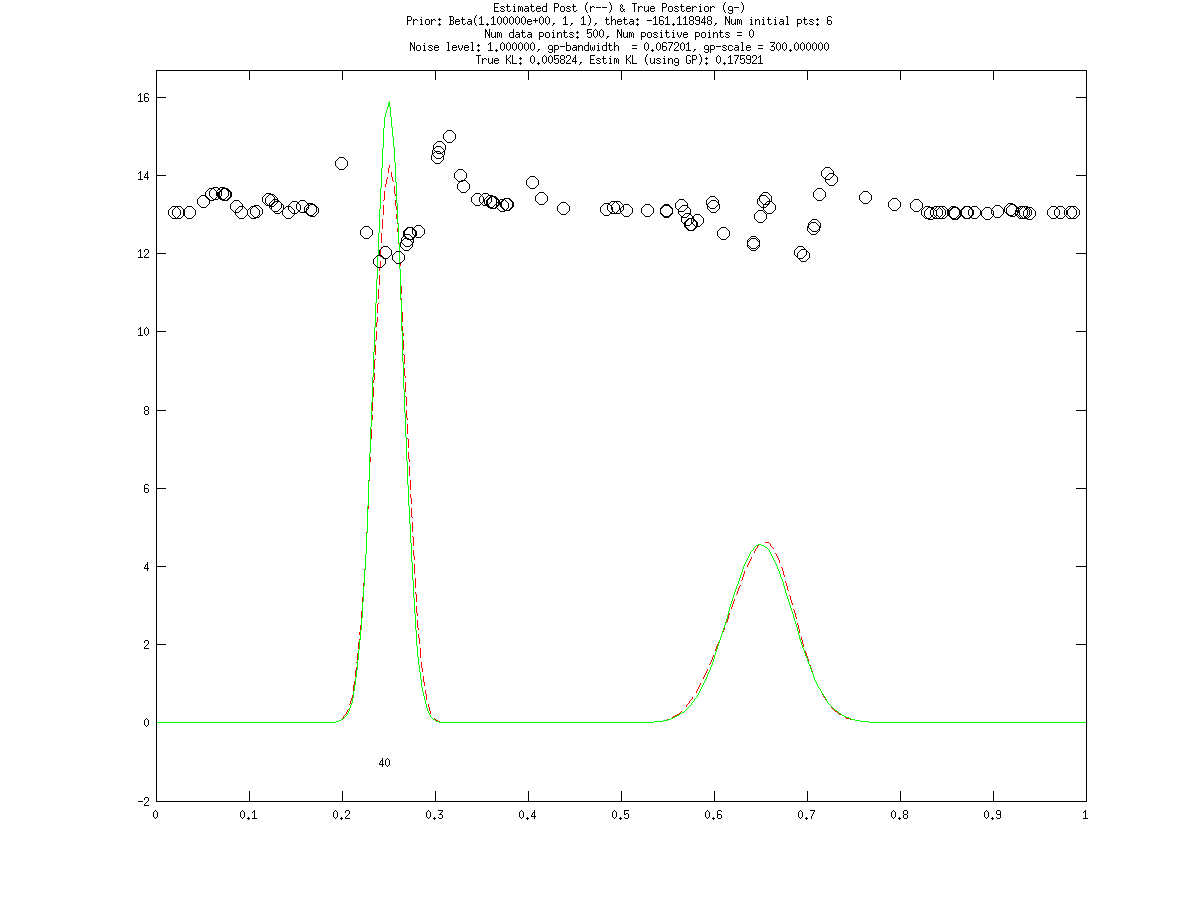 Estimated Post (r--) & True Posterior (g-)
Prior: Beta(1.100000e+00, 1, 1), theta: -161.118948, Num initial pts: 6
Num data points: 500, Num positive points = 0
Noise level: 1.000000, gp-bandwidth  = 0.067201, gp-scale = 300.000000
True KL: 0.005824, Estim KL (using GP): 0.175921
16
14
12
10
8
6
4
2
0
40
-2
0 0.1 0.2 0.3 0.4 0.5 0.6 0.7 0.8 0.9 1